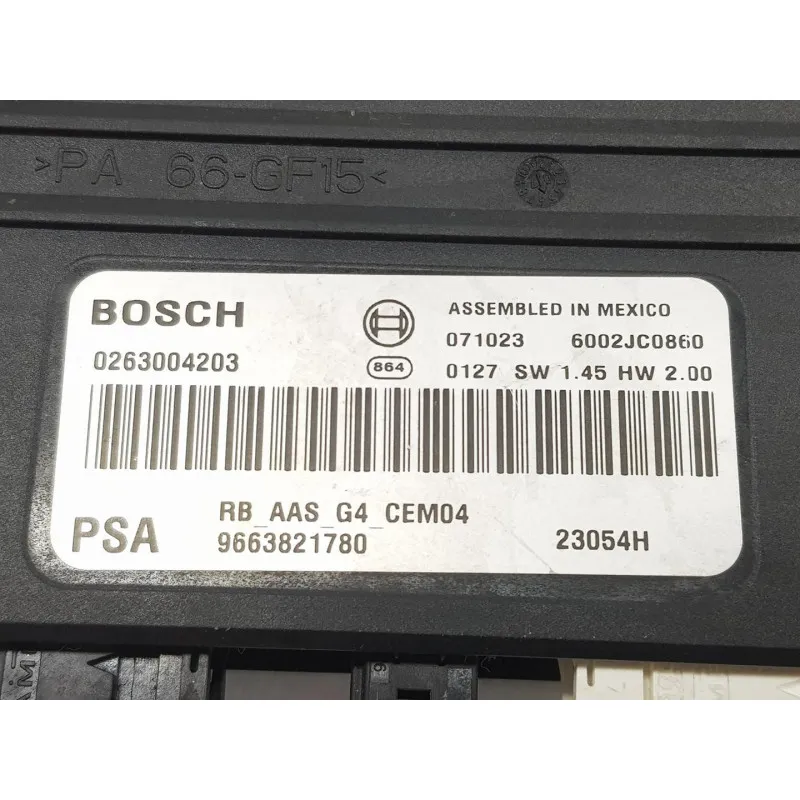 >PA 66-GF15<
BOSCH
0263004203
864
ASSEMBLED IN MEXICO
071023 6002JC0860
0127 SW 1.45 HW 2.00
PSA
RB_AAS_G4_CEM04
9663821780
23054H